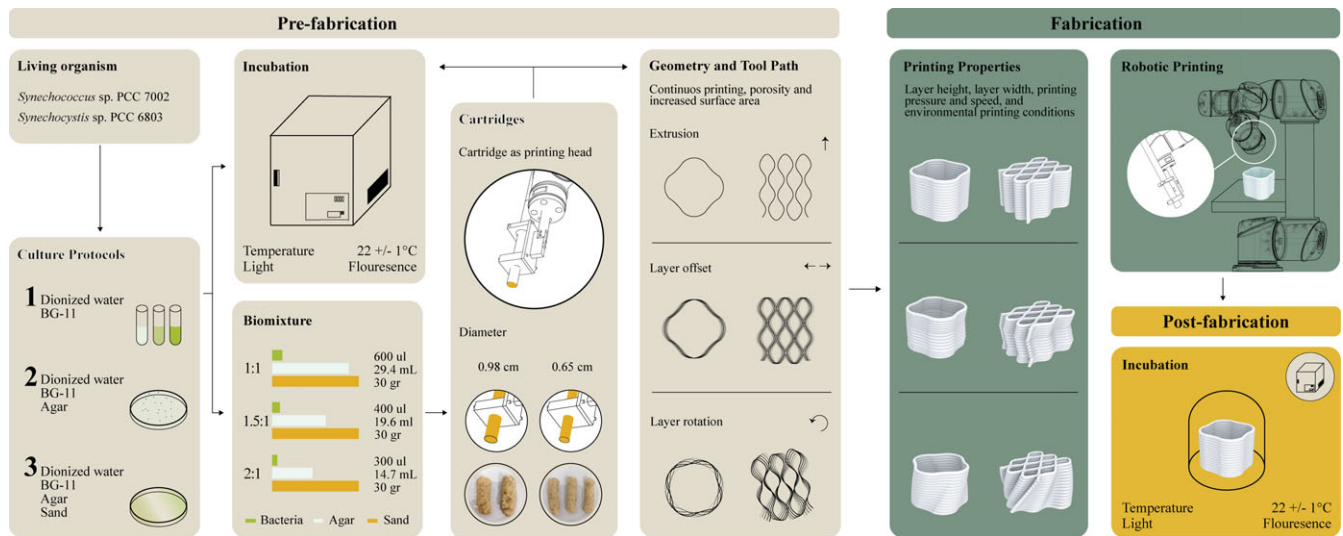 Pre-fabrication
Living organism
Synechococcus sp. PCC 7002
Synechocystis sp. PCC 6803
Culture Protocols
1 Dionized water
BG-11
2 Dionized water
BG-11
Agar
3 Dionized water
BG-11
Agar
Sand
Incubation
Temperature 22 +/- 1°C
Light Flouresence
Biomixture
1:1
600 ul
29.4 mL
30 gr
1.5:1
400 ul
19.6 ml
30 gr
2:1
300 ul
14.7 mL
30 gr
Bacteria Agar Sand
Cartridges
Cartridge as printing head
Diameter
0.98 cm 0.65 cm
Geometry and Tool Path
Continuos printing, porosity and
increased surface area
Extrusion
Layer offset
Layer rotation
Fabrication
Printing Properties
Layer height, layer width, printing
pressure and speed, and
environmental printing conditions
Robotic Printing
Post-fabrication
Incubation
Temperature 22 +/- 1°C
Light Flouresence